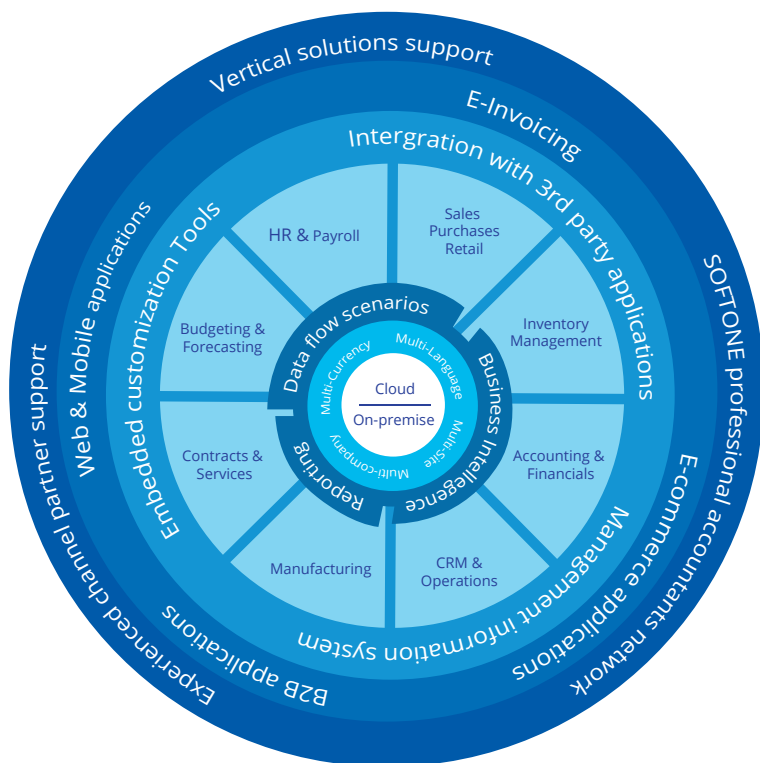 Vertical solutions support
SOFTONE professional accountants network
Experienced channel partner support
E-Invoicing
E-commerce applications
B2B applications
Web & Mobile applications
Intergration with 3rd party applications
Management information system
Embedded customization Tools
HR & Payroll
Sales
Purchases
Retail
Inventory
Management
Accounting &
Financials
CRM &
Operations
Manufacturing
Contracts &
Services
Budgeting &
Forecasting
Data flow scenarios
Business Intellegence
Reporting
Multi-Currency
Multi-Language
Multi-Site
Multi-company
Cloud
On-premise